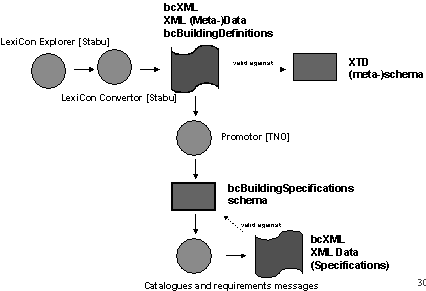 bcXML
XML (Meta-)Data
bcBuildingDefinitions
LexiCon Explorer [Stabu]
valid against
XTD
(meta-)schema
LexiCon Convertor [Stabu]
Promotor [TNO]
bcBuildingSpecifications
schema
valid against
bcXML
XML Data
(Specifications)
Catalogues and requirements messages
30